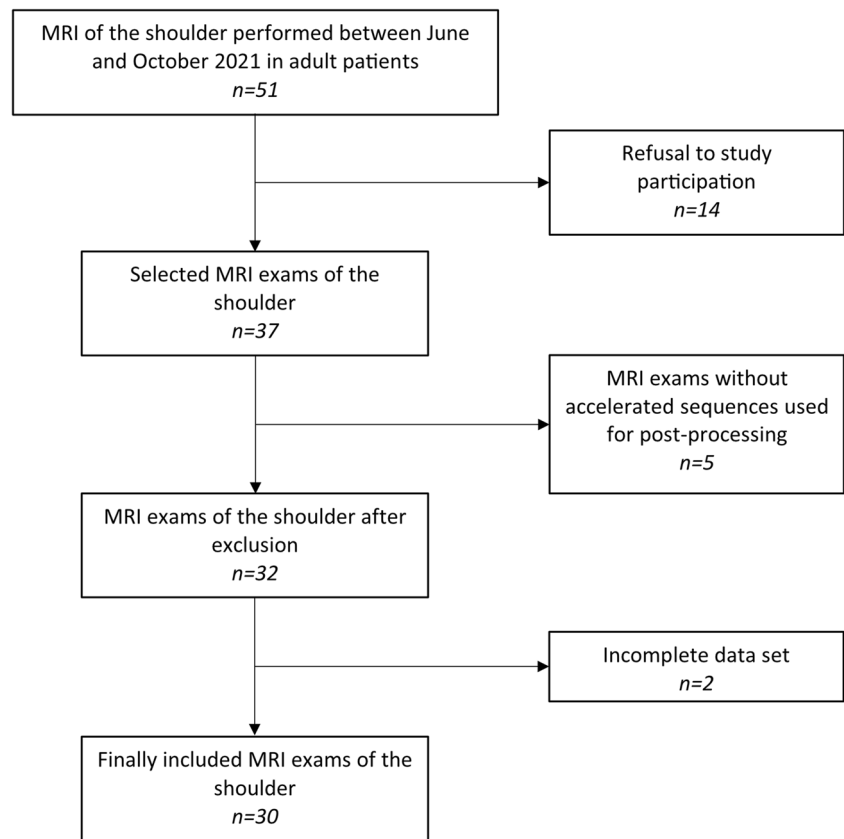 MRI of the shoulder performed between June
and October 2021 in adult patients
n=51
Refusal to study
participation
n=14
Selected MRI exams of the
shoulder
n=37
MRI exams without
accelerated sequences used
for post-processing
n=5
MRI exams of the shoulder after
exclusion
n=32
Incomplete data set
n=2
Finally included MRI exams of the
shoulder
n=30